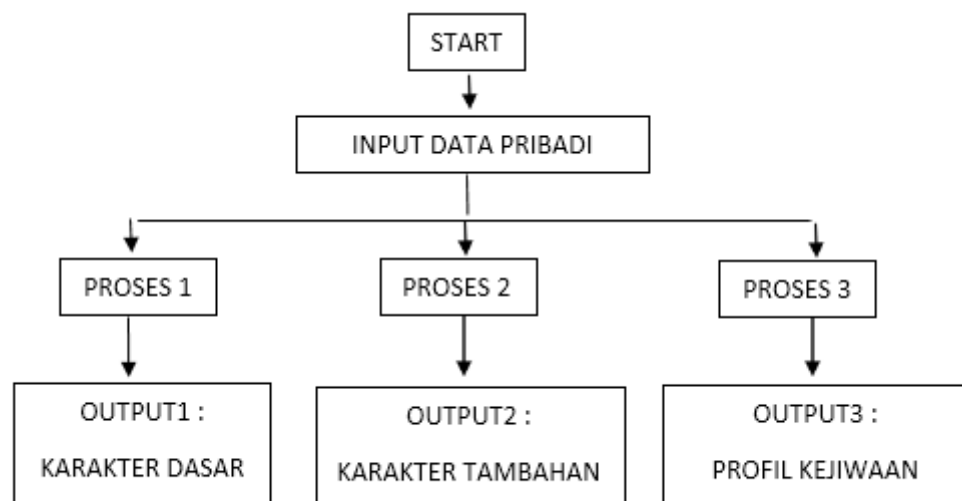 START
INPUT DATA PRIBADI
PROSES 1
PROSES 2
PROSES 3
OUTPUT1 :
KARAKTER DASAR
OUTPUT2 :
KARAKTER TAMBAHAN
OUTPUT3 :
PROFIL KEJIWAAN